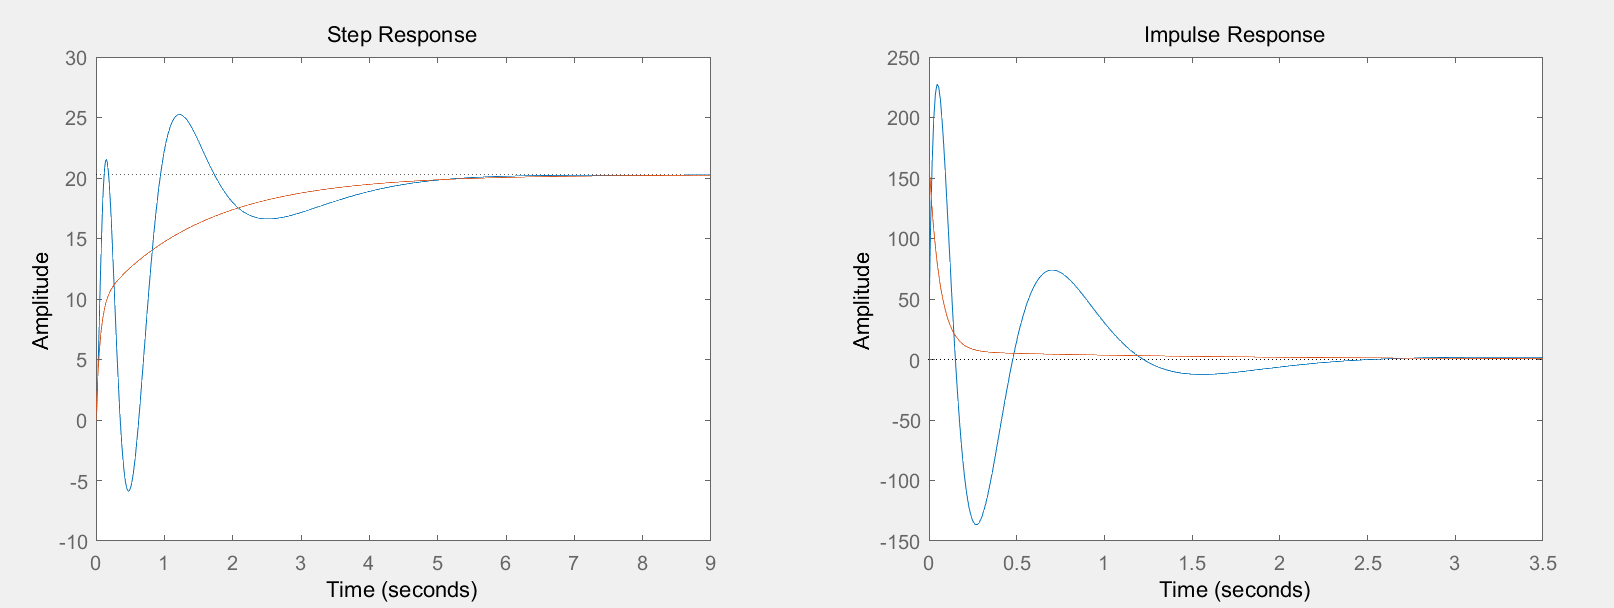 Step Response
30
25
20
15
10
5
0
-5
-10
Amplitude
0 1 2 3 4 5 6 7 8 9
Time (seconds)
Impulse Response
250
200
150
100
50
0
-50
-100
-150
Amplitude
0 0.5 1 1.5 2 2.5 3 3.5
Time (seconds)